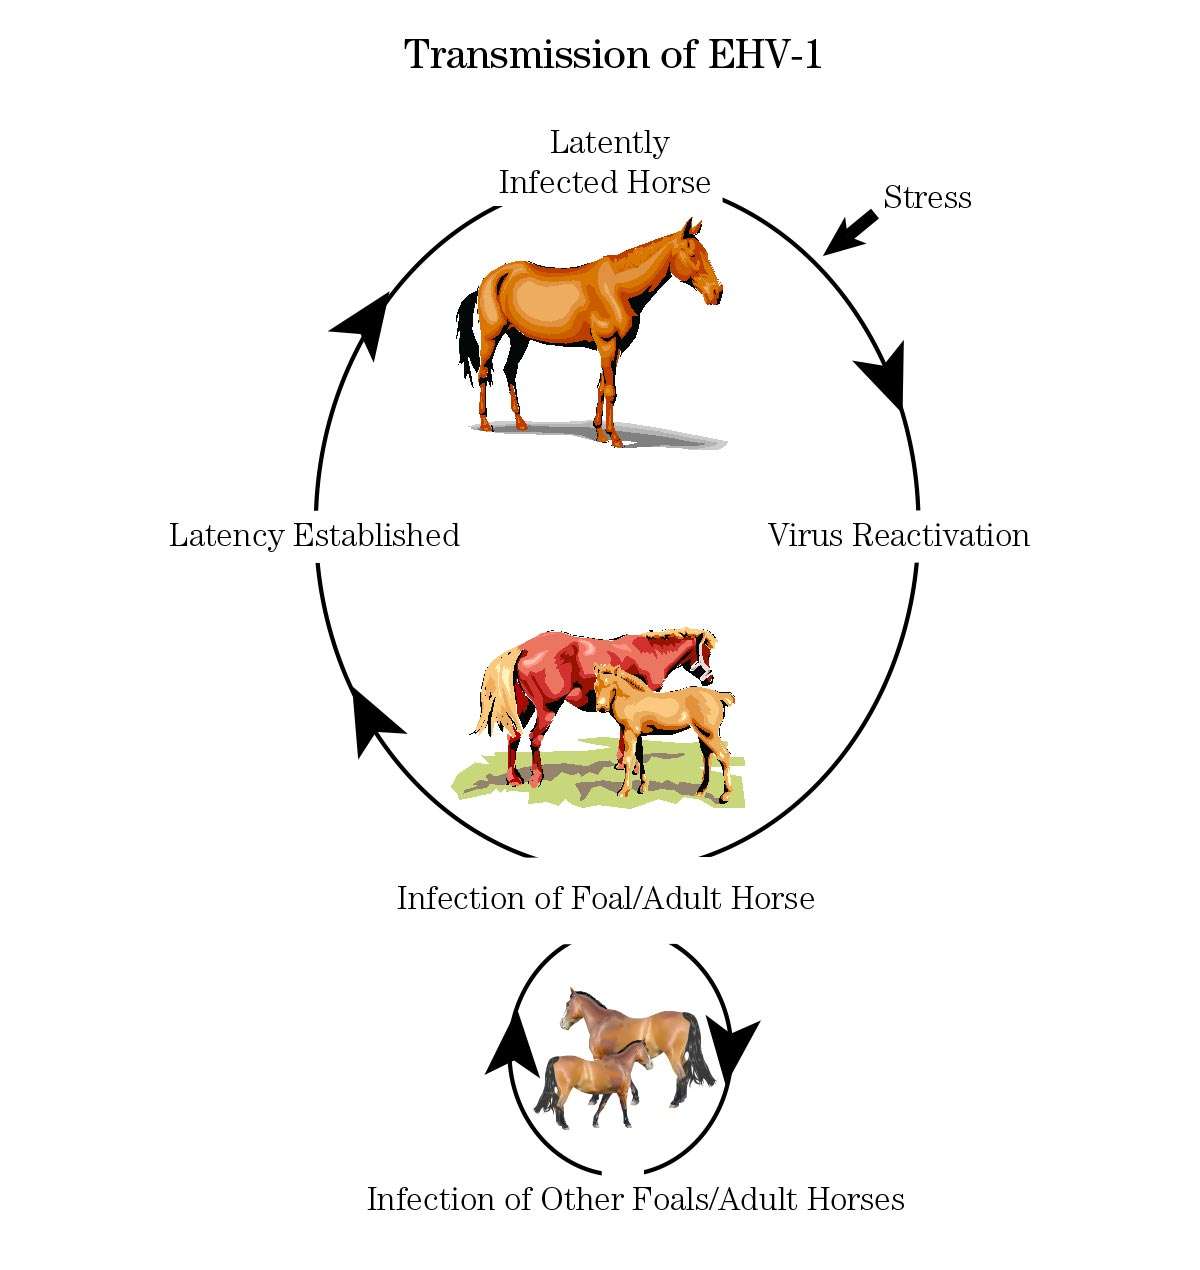 Transmission of EHV-1
Latently
Infected Horse
Stress
Latency Established
Virus Reactivation
Infection of Foal/Adult Horse
Infection of Other Foals/Adult Horses